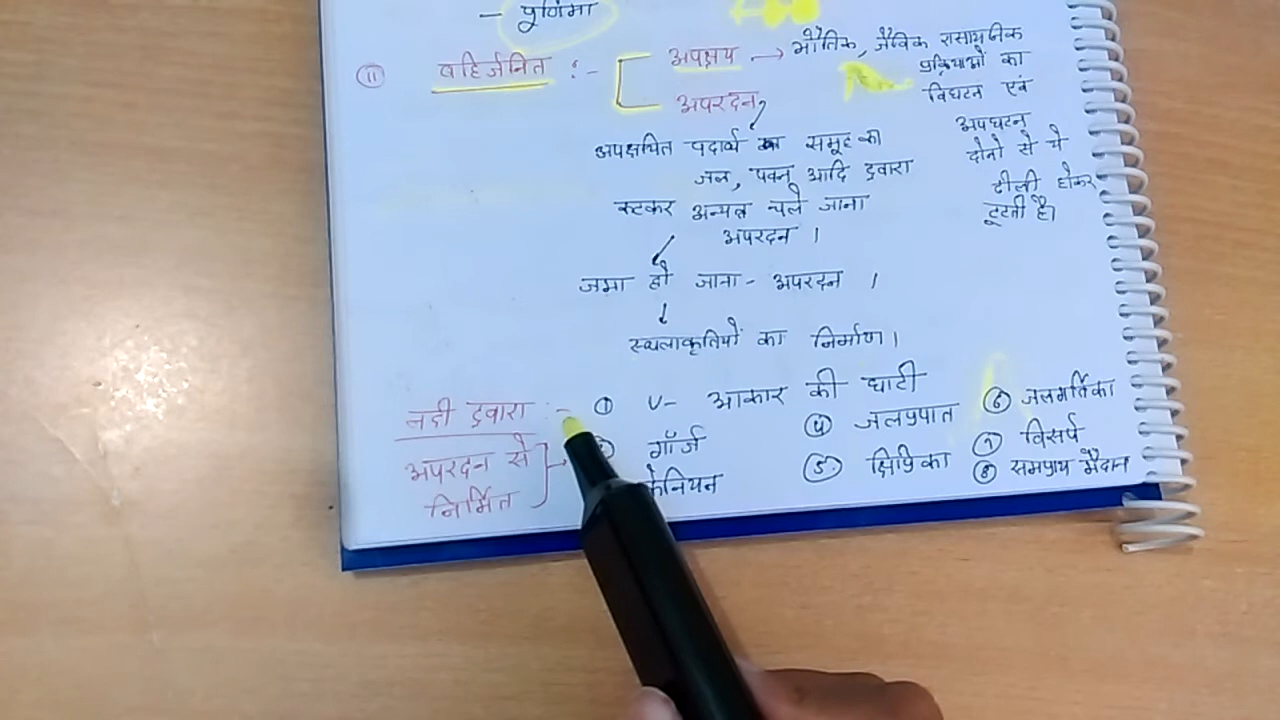 - पूर्णिमा
(11) बहिर्जनित :- अपक्षय → भौतिक, जैविक रासायनिक
प्रक्रियाओं का
विघटन एवं
अपघटन
दोनो से ये
ढीली होकर
टूटती है।
अपरदन
अपक्षयित पदार्थ का समूह को
जल, पवन आदि द्वारा
कटकर अन्यत्र चले जाना
अपरदन ।
जमा हो जाना - अपरदन ।
↓
स्थलाकृतियों का निर्माण।
नदी द्वारा :-
अपरदन से
निर्मित
① V- आकार की घाटी
गॉर्ज
केनियन
④ जलप्रपात
⑤ क्षिप्रिका
⑥ जलगर्तिका
⑦ विसर्प
⑧ समप्राय मैदान